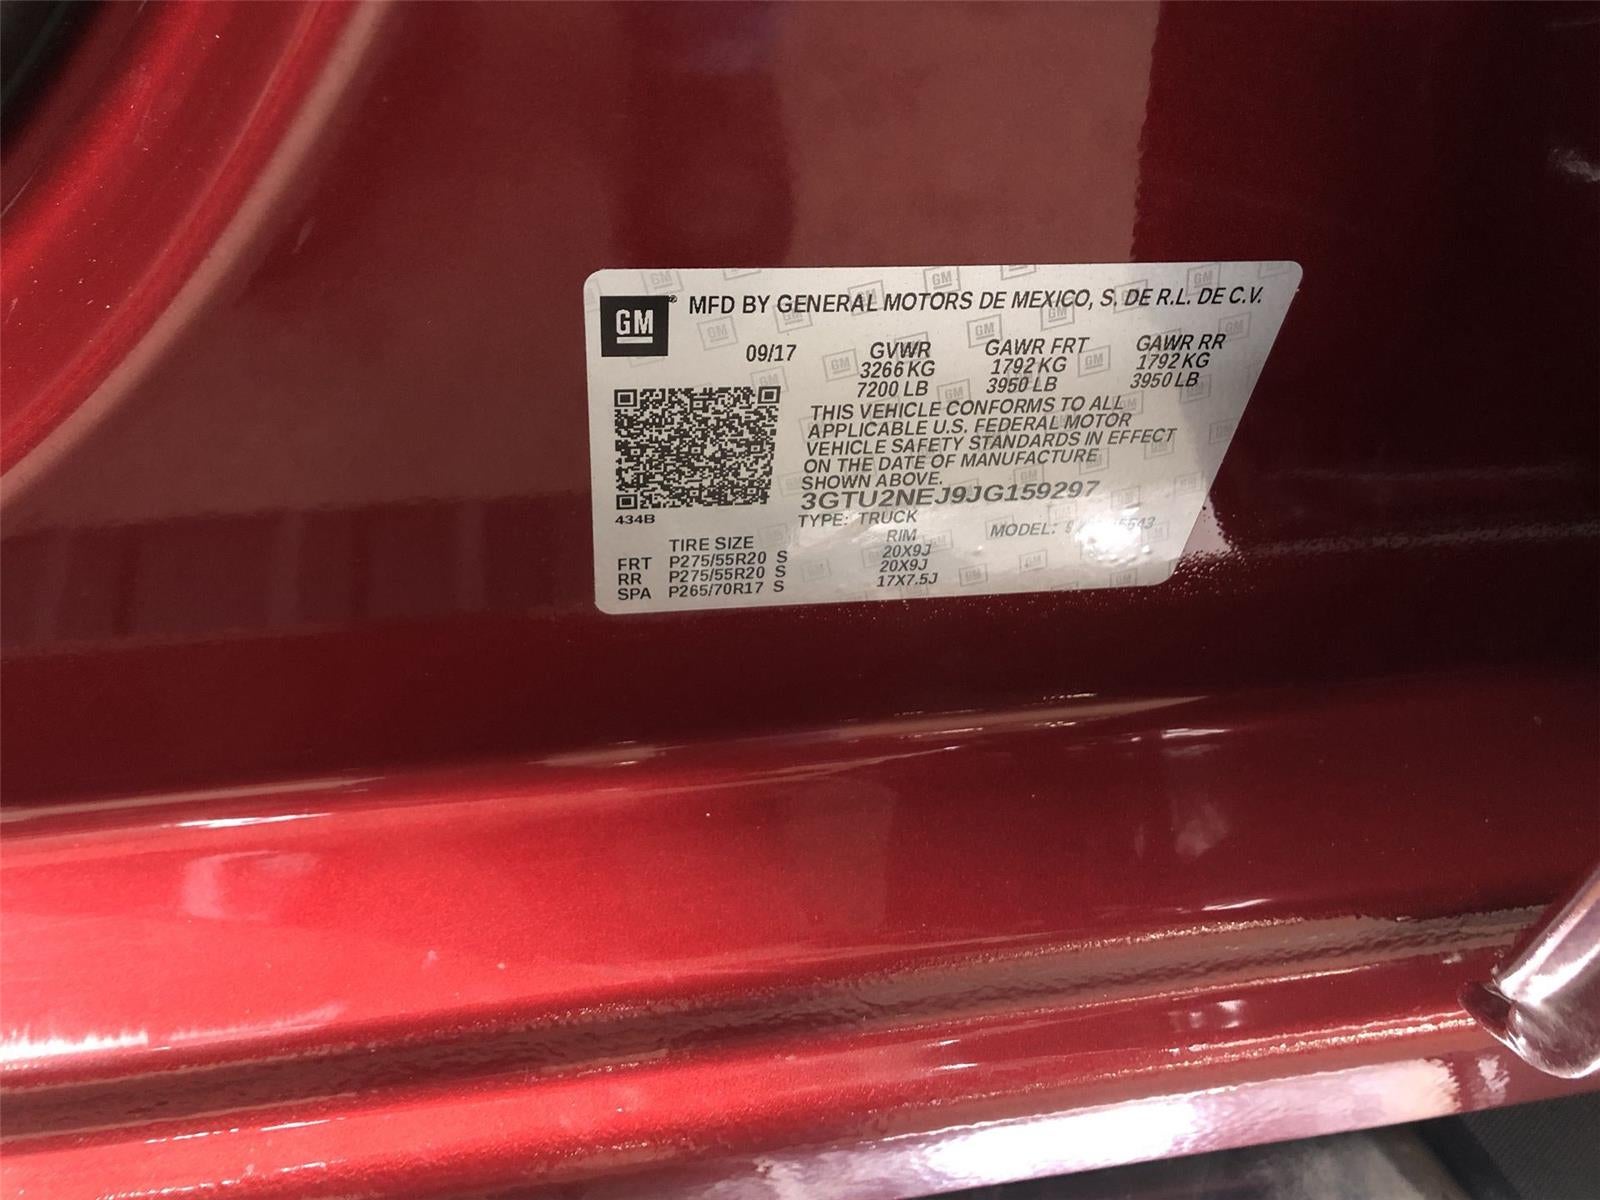 GM
MFD BY GENERAL MOTORS DE MEXICO, S. DE R.L. DE C.V.
09/17 GVWR GAWR FRT GAWR RR
3266 KG 1792 KG 1792 KG
7200 LB 3950 LB 3950 LB
THIS VEHICLE CONFORMS TO ALL
APPLICABLE U.S. FEDERAL MOTOR
VEHICLE SAFETY STANDARDS IN EFFECT
ON THE DATE OF MANUFACTURE
SHOWN ABOVE.
3GTU2NEJ9JG159297
434B TYPE: TRUCK MODEL:
TIRE SIZE RIM
FRT P275/55R20 S 20X9J
RR P275/55R20 S 20X9J
SPA P265/70R17 S 17X7.5J